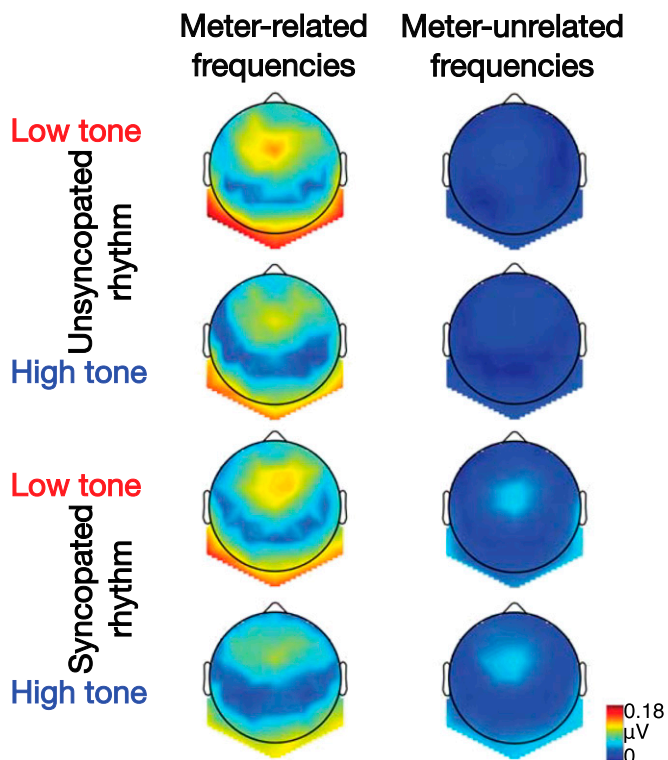 Meter-related
frequencies
Meter-unrelated
frequencies
Low tone
Unsyncopated
rhythm
High tone
Low tone
Syncopated
rhythm
High tone
0.18
µV
0